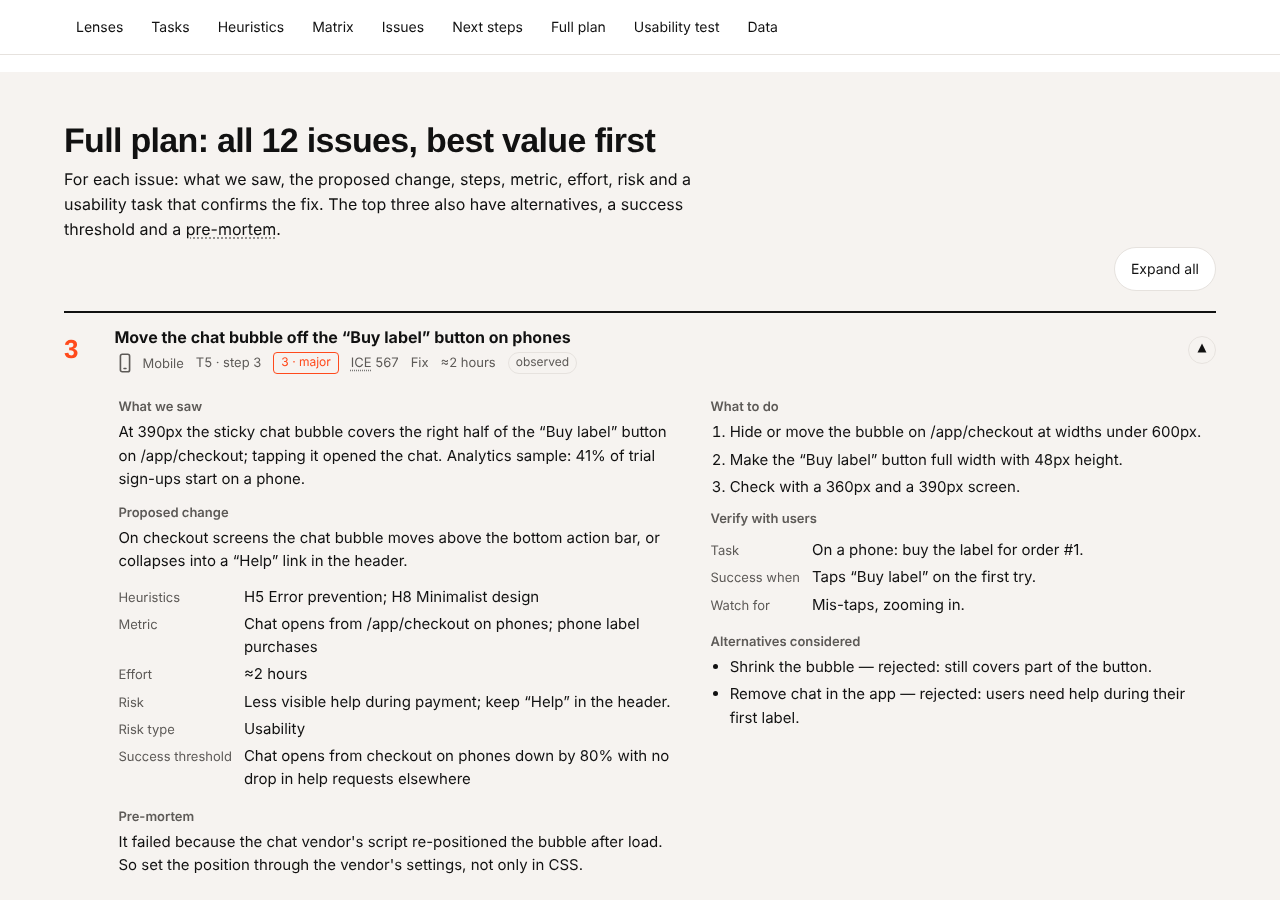 Lenses Tasks Heuristics Matrix Issues Next steps Full plan Usability test Data
Full plan: all 12 issues, best value first
For each issue: what we saw, the proposed change, steps, metric, effort, risk and a
usability task that confirms the fix. The top three also have alternatives, a success
threshold and a pre-mortem.
Expand all
3
Move the chat bubble off the “Buy label” button on phones
Mobile T5 · step 3 3 · major ICE 567 Fix ≈2 hours observed
▲
What we saw
At 390px the sticky chat bubble covers the right half of the “Buy label” button
on /app/checkout; tapping it opened the chat. Analytics sample: 41% of trial
sign-ups start on a phone.
Proposed change
On checkout screens the chat bubble moves above the bottom action bar, or
collapses into a “Help” link in the header.
Heuristics H5 Error prevention; H8 Minimalist design
Metric Chat opens from /app/checkout on phones; phone label
purchases
Effort ≈2 hours
Risk Less visible help during payment; keep “Help” in the header.
Risk type Usability
Success threshold Chat opens from checkout on phones down by 80% with no
drop in help requests elsewhere
Pre-mortem
It failed because the chat vendor's script re-positioned the bubble after load.
So set the position through the vendor's settings, not only in CSS.
What to do
1. Hide or move the bubble on /app/checkout at widths under 600px.
2. Make the “Buy label” button full width with 48px height.
3. Check with a 360px and a 390px screen.
Verify with users
Task On a phone: buy the label for order #1.
Success when Taps “Buy label” on the first try.
Watch for Mis-taps, zooming in.
Alternatives considered
• Shrink the bubble — rejected: still covers part of the button.
• Remove chat in the app — rejected: users need help during their
first label.